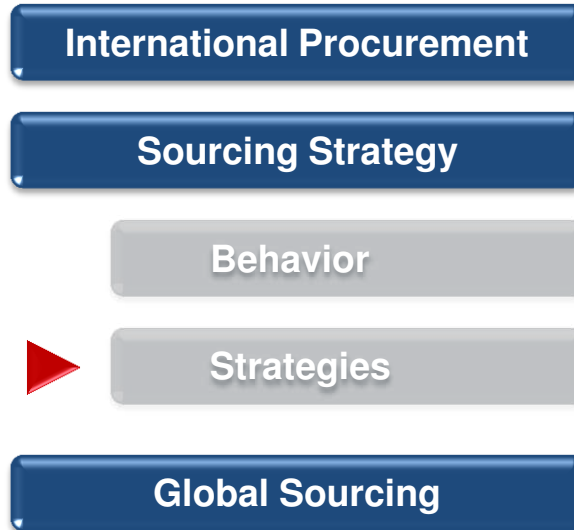 International Procurement
Sourcing Strategy
Behavior
Strategies
Global Sourcing